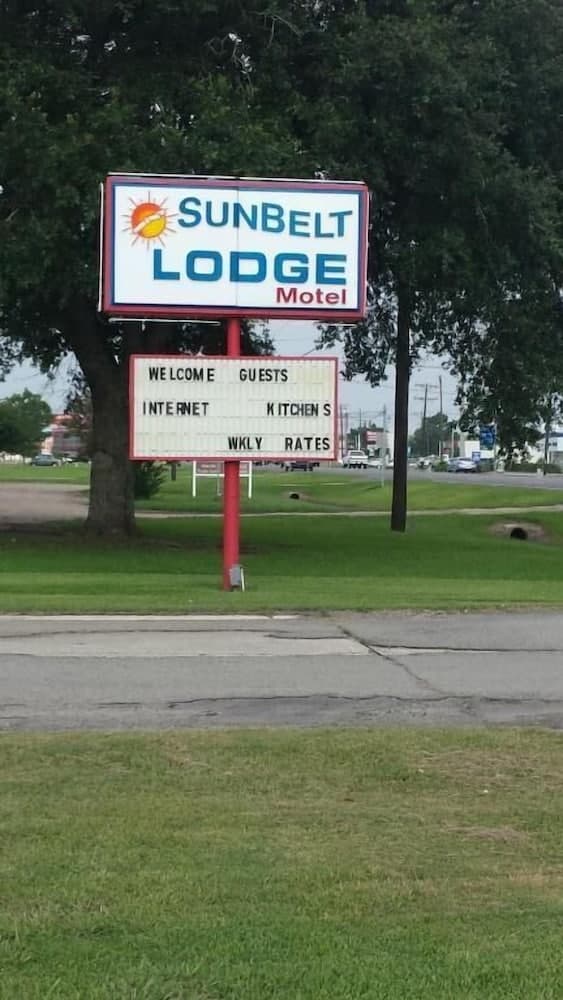 SUNBELT
LODGE
Motel
WELCOME GUESTS
INTERNET KITCHENS
WKLY RATES